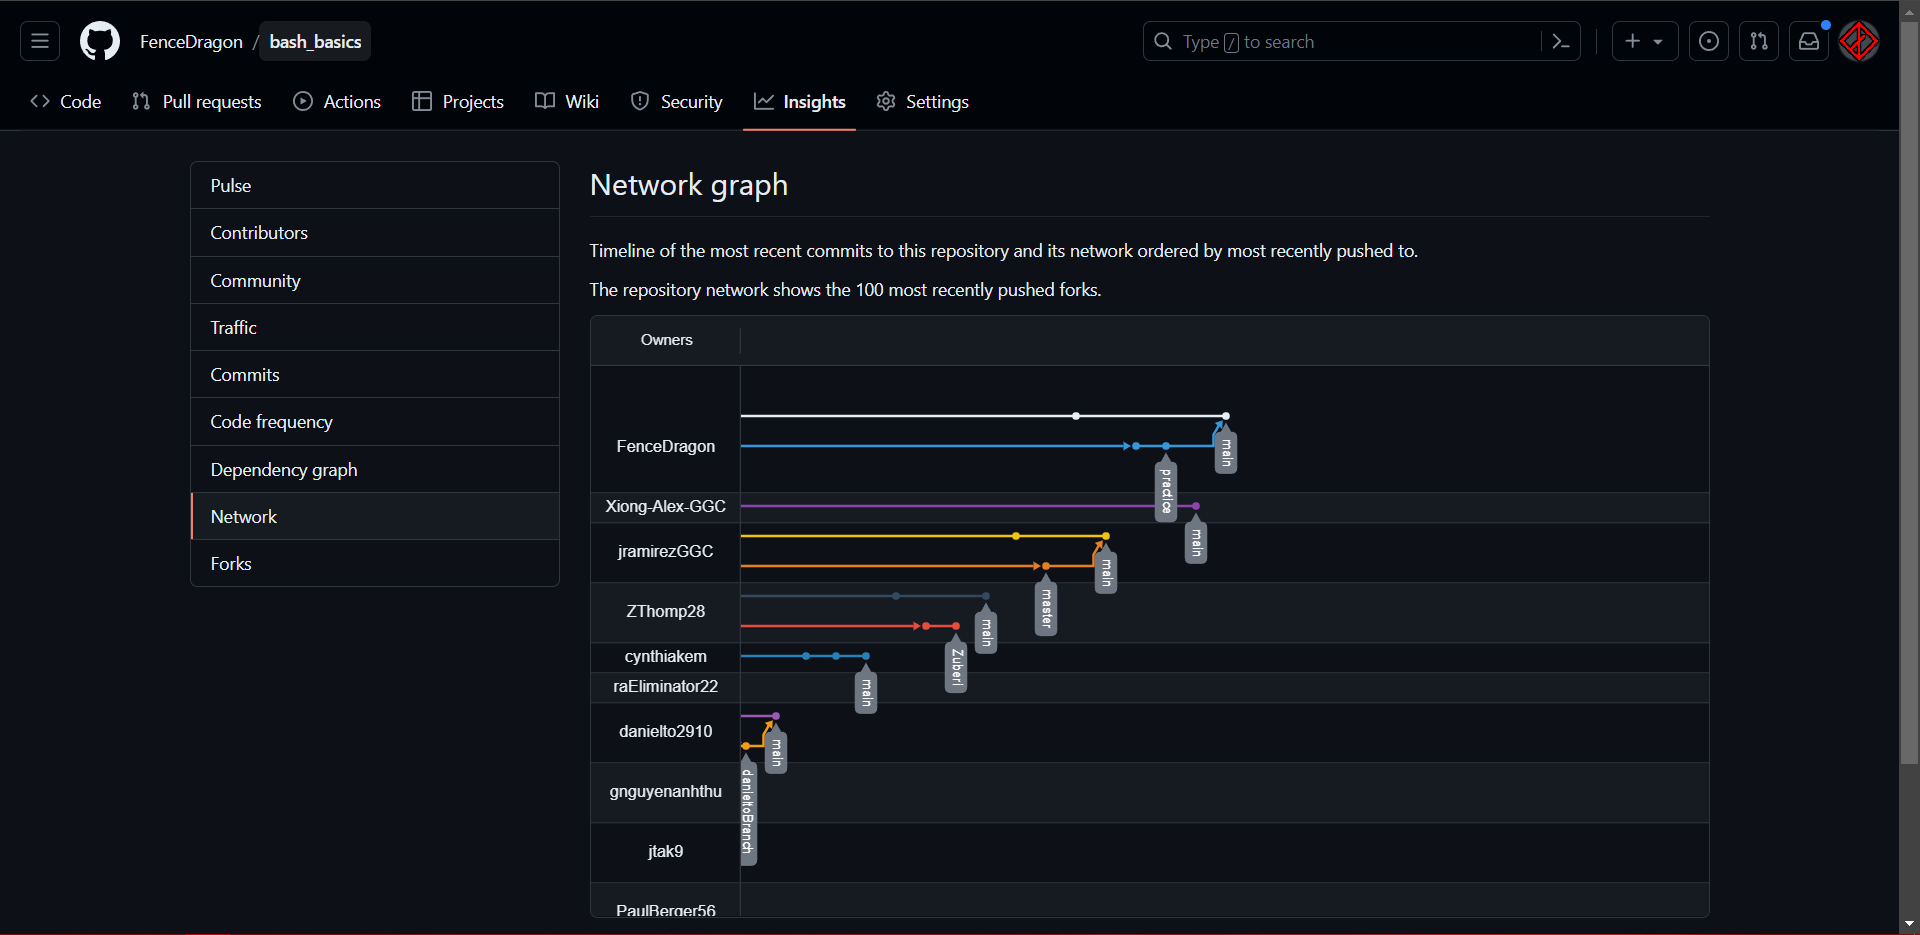 FenceDragon / bash_basics
Type / to search
Code Pull requests Actions Projects Wiki Security Insights Settings
Pulse
Contributors
Community
Traffic
Commits
Code frequency
Dependency graph
Network
Forks
Network graph
Timeline of the most recent commits to this repository and its network ordered by most recently pushed to.
The repository network shows the 100 most recently pushed forks.
Owners
FenceDragon
main
practice
Xiong-Alex-GGC
main
jramirezGGC
main
master
ZThomp28
main
Zuberi
cynthiakem
main
raEliminator22
danielto2910
main
danieltoBranch
gnguyenanhthu
jtak9
PaulBerger56